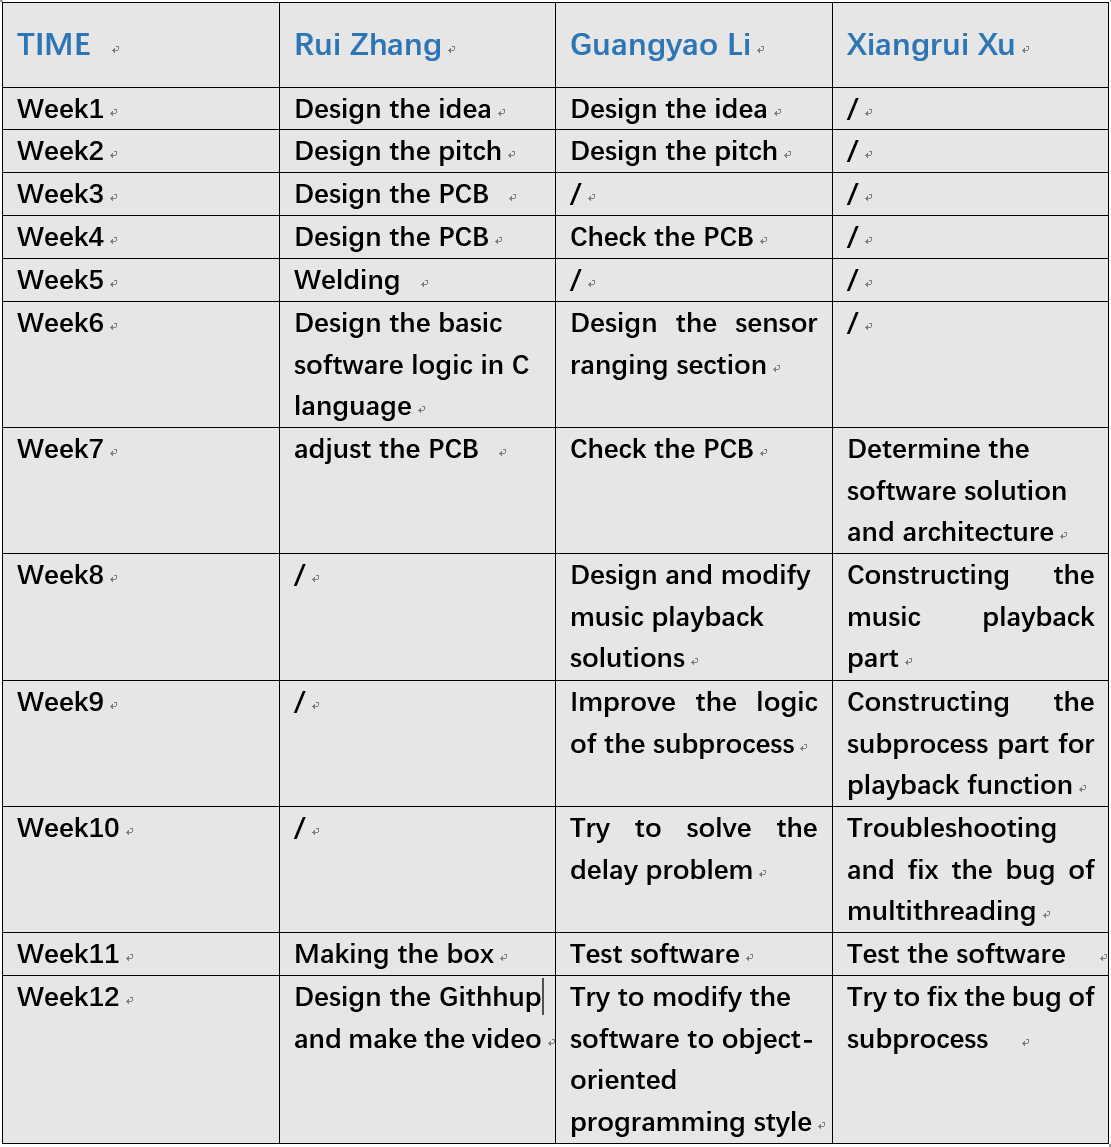 TIME Rui Zhang Guangyao Li Xiangrui Xu
Week1 Design the idea Design the idea /
Week2 Design the pitch Design the pitch /
Week3 Design the PCB / /
Week4 Design the PCB Check the PCB /
Week5 Welding / /
Week6 Design the basic Design the sensor /
software logic in C ranging section
language
Week7 adjust the PCB Check the PCB Determine the
software solution
and architecture
Week8 / Design and modify Constructing the
music playback music playback
solutions part
Week9 / Improve the logic Constructing the
of the subprocess subprocess part for
playback function
Week10 / Try to solve the Troubleshooting
delay problem and fix the bug of
multithreading
Week11 Making the box Test software Test the software
Week12 Design the Githhup Try to modify the Try to fix the bug of
and make the video software to object- subprocess
oriented
programming style